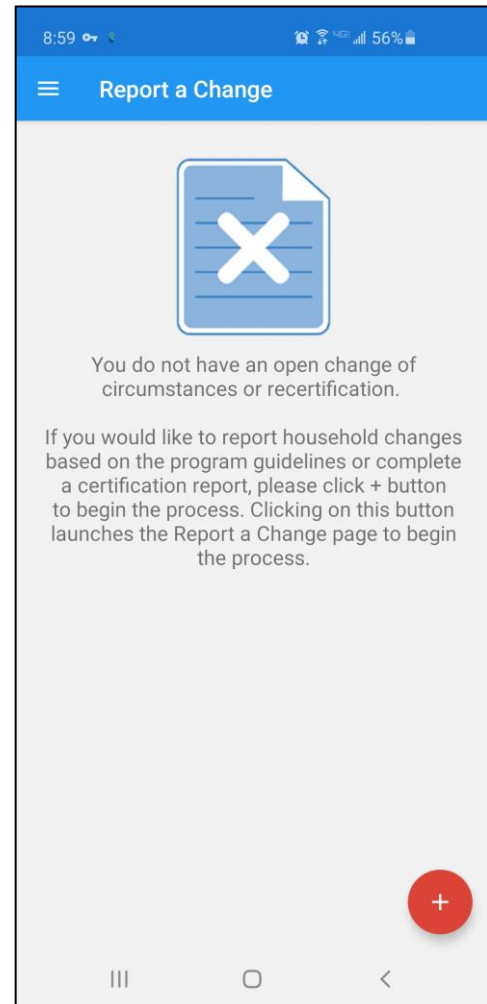 8:59
4GE 56%
Report a Change
You do not have an open change of
circumstances or recertification.
If you would like to report household changes
based on the program guidelines or complete
a certification report, please click + button
to begin the process. Clicking on this button
launches the Report a Change page to begin
the process.
+